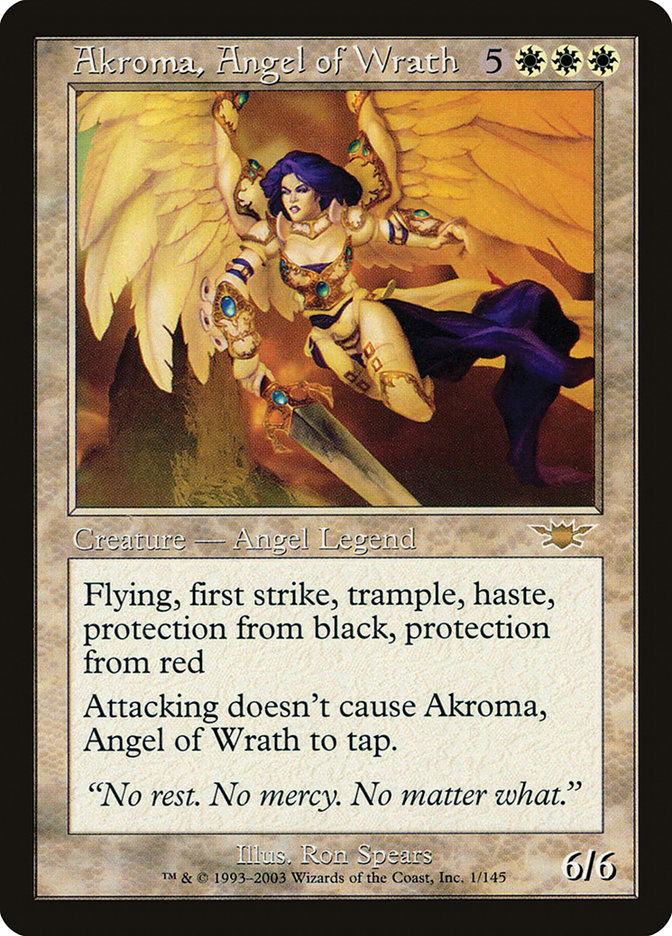 Akroma, Angel of Wrath 5
Creature — Angel Legend
Flying, first strike, trample, haste,
protection from black, protection
from red
Attacking doesn't cause Akroma,
Angel of Wrath to tap.
“No rest. No mercy. No matter what.”
Illus. Ron Spears
™ & © 1993–2003 Wizards of the Coast, Inc. 1/145
6/6